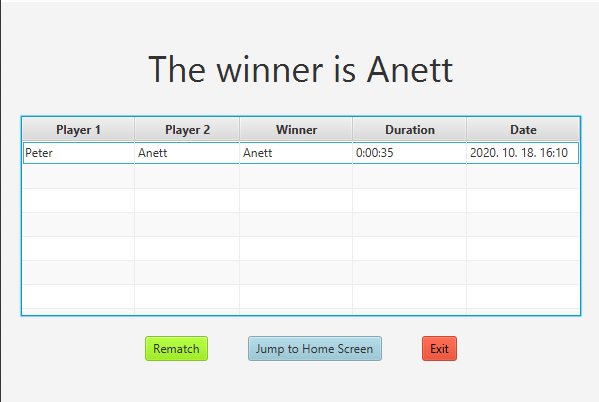 The winner is Anett
Player 1 Player 2 Winner Duration Date
Peter Anett Anett 0:00:35 2020. 10. 18. 16:10
Rematch Jump to Home Screen Exit